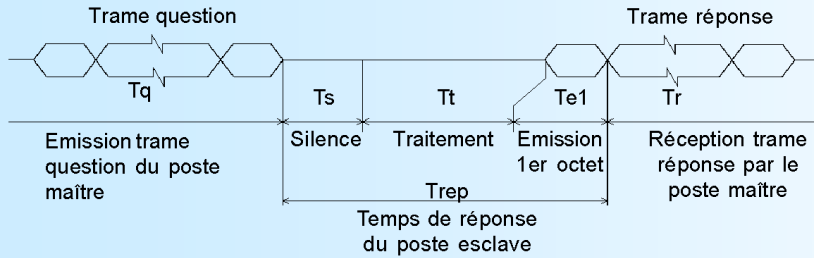 Trame question
Trame réponse
Tq
Ts
Tt
Te1
Tr
Emission trame
question du poste
maître
Silence
Traitement
Emission
1er octet
Réception trame
réponse par le
poste maître
Trep
Temps de réponse
du poste esclave